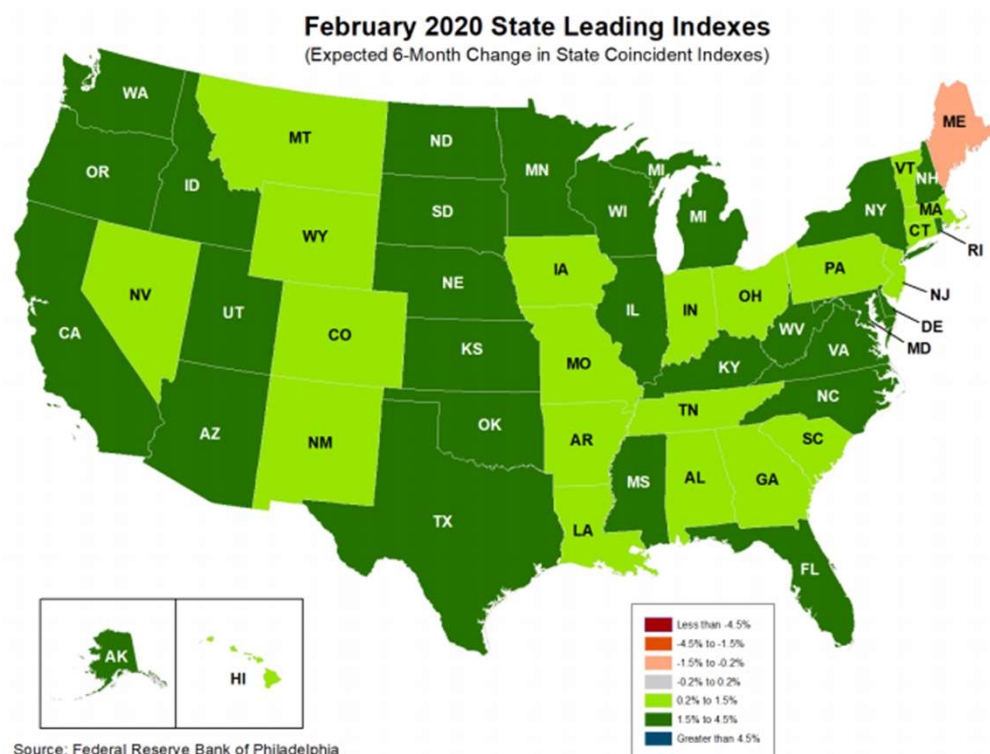 February 2020 State Leading Indexes
(Expected 6-Month Change in State Coincident Indexes)
WA
MT
ND
MN
ME
OR
ID
SD
WI
MI
MI
VT
NH
NY
MA
CT
RI
WY
NV
UT
CO
NE
IA
IL
IN
OH
PA
NJ
DE
MD
CA
KS
MO
KY
WV
VA
AZ
NM
OK
AR
TN
NC
SC
TX
LA
MS
AL
GA
FL
AK
HI
Less than -4.5%
-4.5% to -1.5%
-1.5% to -0.2%
-0.2% to 0.2%
0.2% to 1.5%
1.5% to 4.5%
Greater than 4.5%
Source: Federal Reserve Bank of Philadelphia